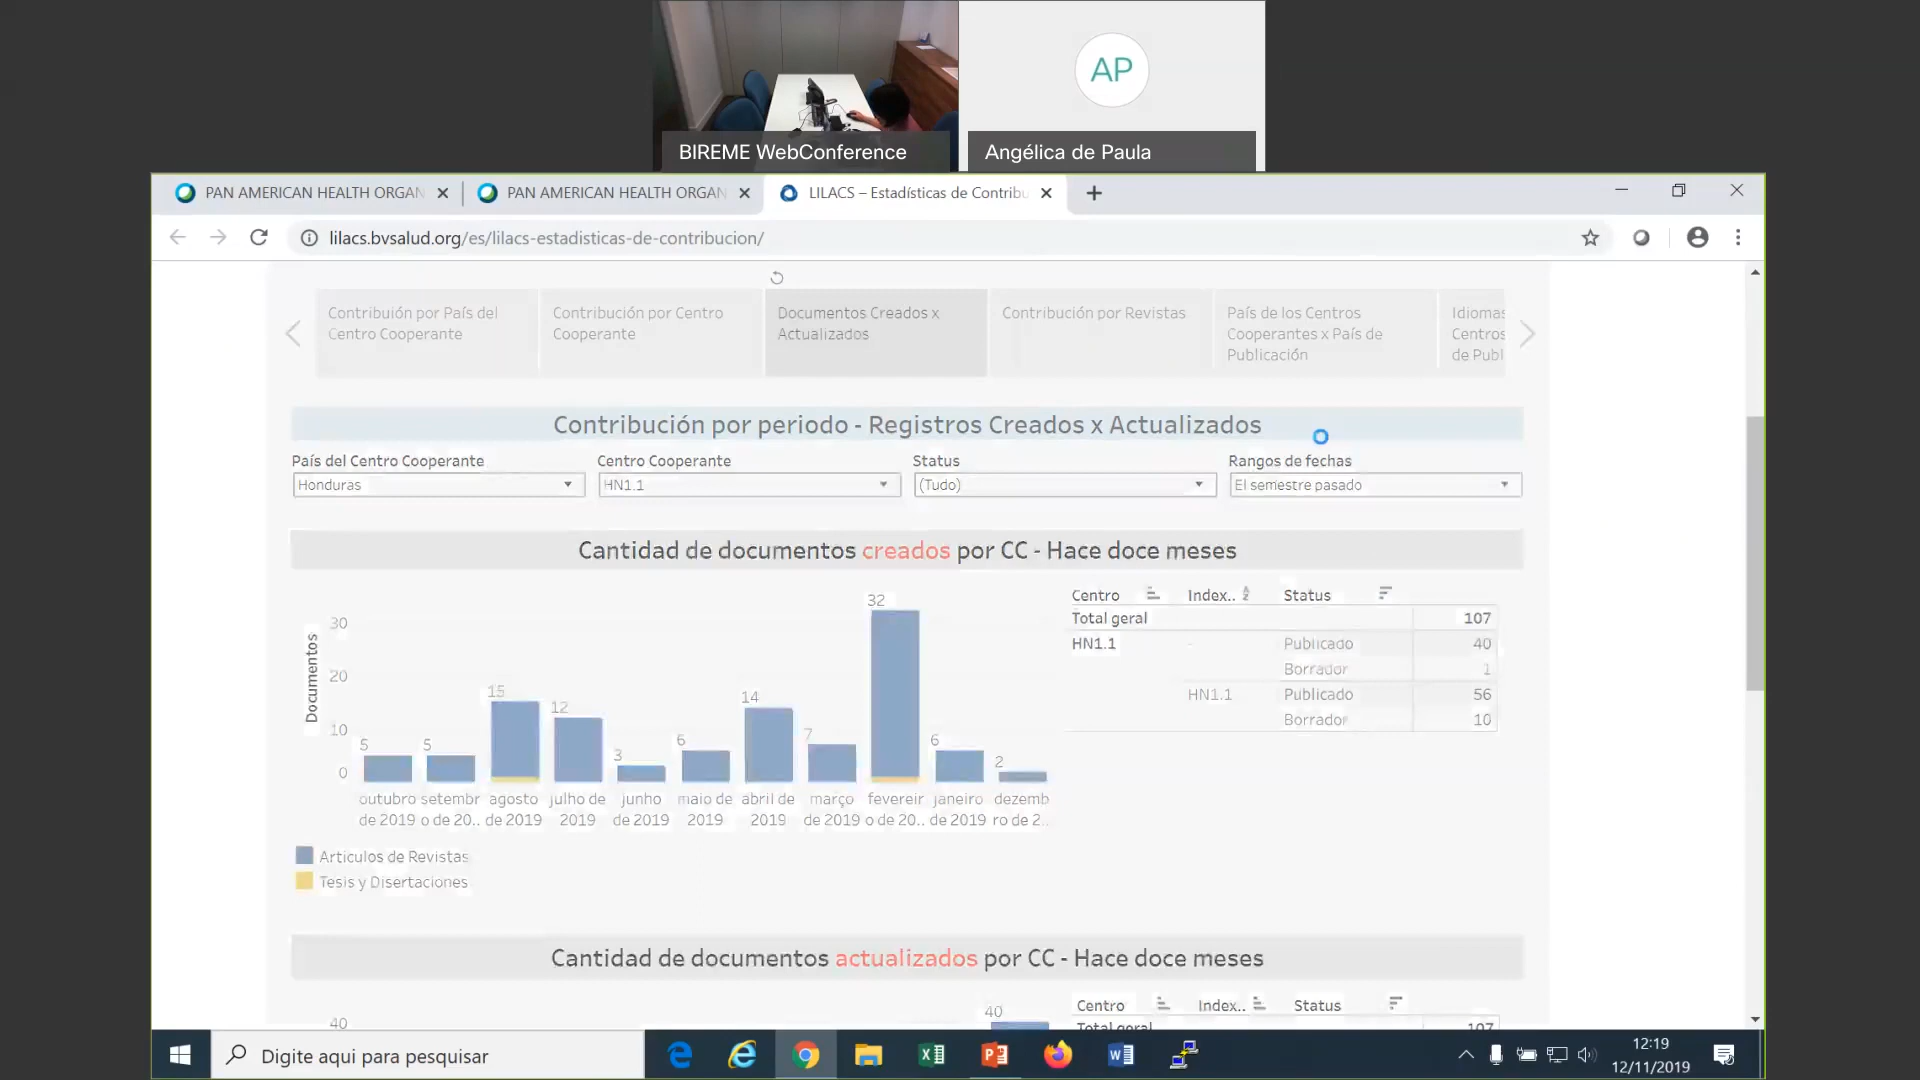 AP
BIREME WebConference
Angélica de Paula
PAN AMERICAN HEALTH ORGAN
PAN AMERICAN HEALTH ORGAN
LILACS – Estadísticas de Contribu
lilacs.bvsalud.org/es/lilacs-estadisticas-de-contribucion/
Contribuión por País del
Centro Cooperante
Contribución por Centro
Cooperante
Documentos Creados x
Actualizados
Contribución por Revistas
País de los Centros
Cooperantes x País de
Publicación
Idiomas
Centros
de Publ
Contribución por periodo - Registros Creados x Actualizados
País del Centro Cooperante
Centro Cooperante
Status
Rangos de fechas
Honduras
HN1.1
(Tudo)
El semestre pasado
Cantidad de documentos creados por CC - Hace doce meses
Documentos
30
20
10
0
5
5
15
12
3
6
14
7
32
6
2
outubro
de 2019
setembr
o de 20..
agosto
de 2019
julho de
2019
junho
de 2019
maio de
2019
abril de
2019
março
de 2019
fevereir
o de 20..
janeiro
de 2019
dezemb
ro de 2..
Centro Index.. Status
Total geral 107
HN1.1 - Publicado 40
Borrador 1
HN1.1 Publicado 56
Borrador 10
Articulos de Revistas
Tesis y Disertaciones
Cantidad de documentos actualizados por CC - Hace doce meses
40
40
Centro Index.. Status
Total geral 107
Digite aqui para pesquisar
12:19
12/11/2019